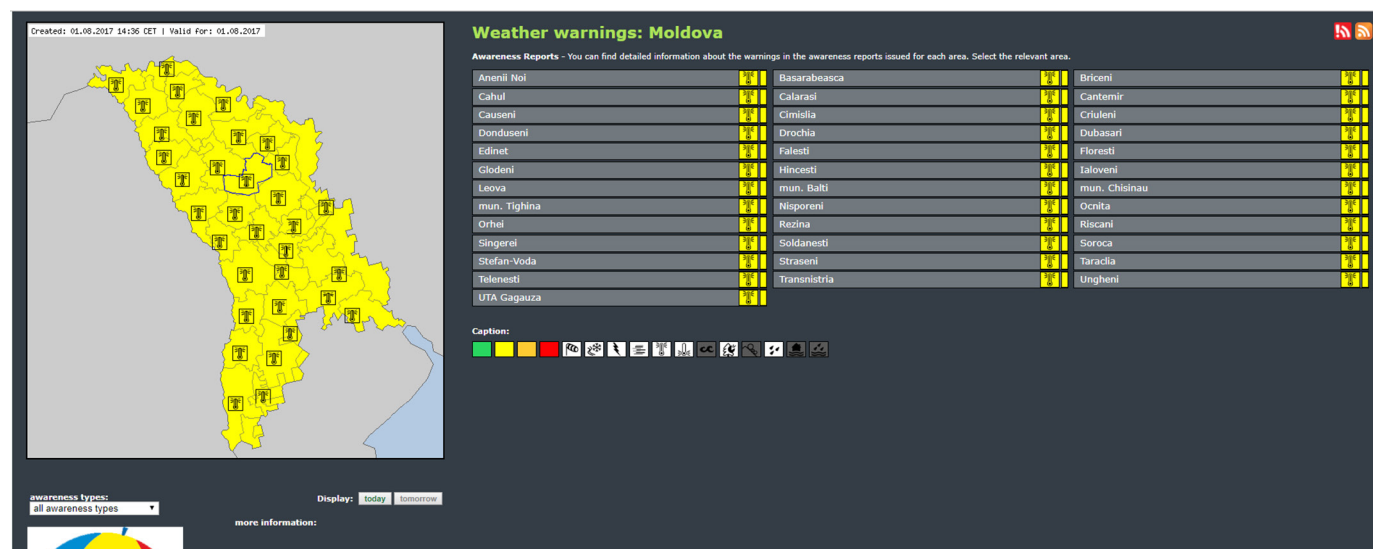 Created: 01.08.2017 14:36 CET | Valid for: 01.08.2017
Weather warnings: Moldova
Awareness Reports - You can find detailed information about the warnings in the awareness reports issued for each area. Select the relevant area.
Anenii Noi Basarabeasca Briceni
Cahul Calarasi Cantemir
Causeni Cimislia Criuleni
Donduseni Drochia Dubasari
Edinet Falesti Floresti
Glodeni Hincesti Ialoveni
Leova mun. Balti mun. Chisinau
mun. Tighina Nisporeni Ocnita
Orhei Rezina Riscani
Singerei Soldanesti Soroca
Stefan-Voda Straseni Taraclia
Telenesti Transnistria Ungheni
UTA Gagauza
Caption:
awareness types:
all awareness types
Display: today tomorrow
more information: